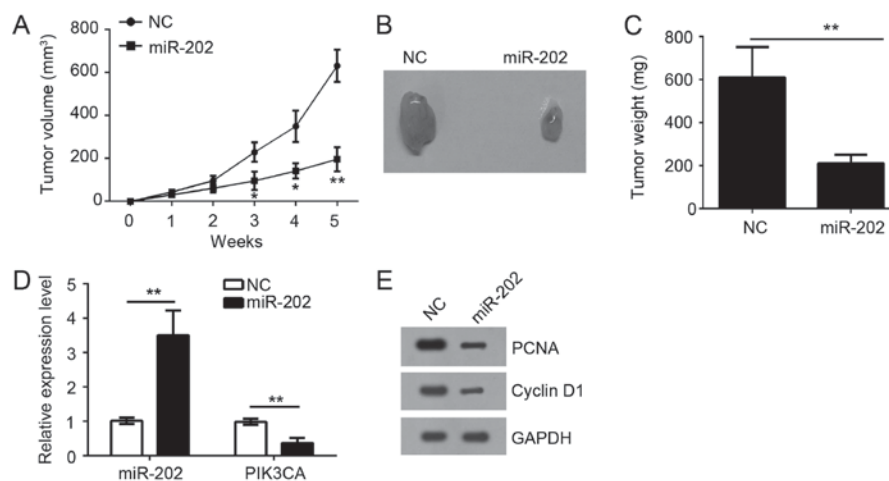 A
Tumor volume (mm³)
800
600
400
200
0
NC
miR-202
*
*
**
0 1 2 3 4 5
Weeks
B
NC miR-202
C
Tumor weight (mg)
800
600
400
200
0
**
NC miR-202
D
Relative expression level
5
4
3
2
1
0
NC
miR-202
**
**
miR-202 PIK3CA
E
NC miR-202
PCNA
Cyclin D1
GAPDH